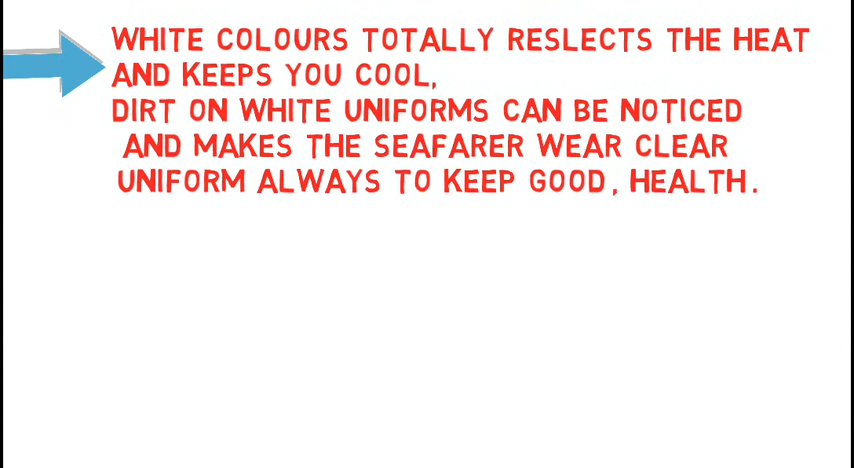 WHITE COLOURS TOTALLY RESLECTS THE HEAT
AND KEEPS YOU COOL,
DIRT ON WHITE UNIFORMS CAN BE NOTICED
AND MAKES THE SEAFARER WEAR CLEAR
UNIFORM ALWAYS TO KEEP GOOD, HEALTH.